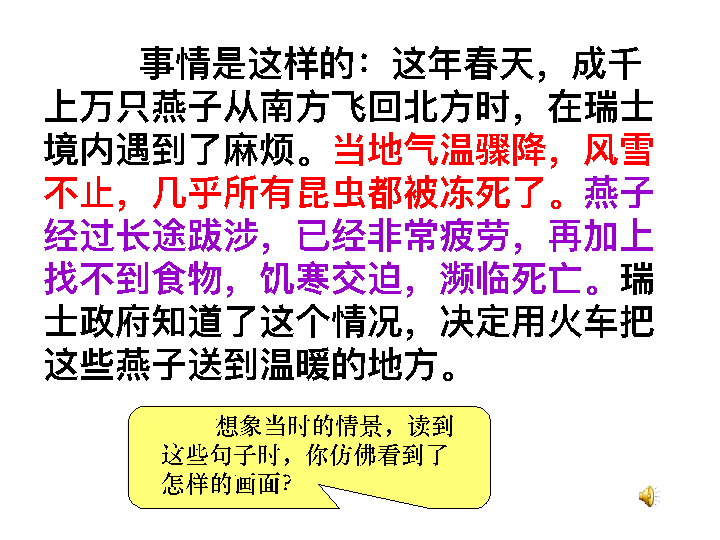 事情是这样的：这年春天，成千
上万只燕子从南方飞回北方时，在瑞士
境内遇到了麻烦。当地气温骤降，风雪
不止，几乎所有昆虫都被冻死了。燕子
经过长途跋涉，已经非常疲劳，再加上
找不到食物，饥寒交迫，濒临死亡。瑞
士政府知道了这个情况，决定用火车把
这些燕子送到温暖的地方。
想象当时的情景，读到
这些句子时，你仿佛看到了
怎样的画面?